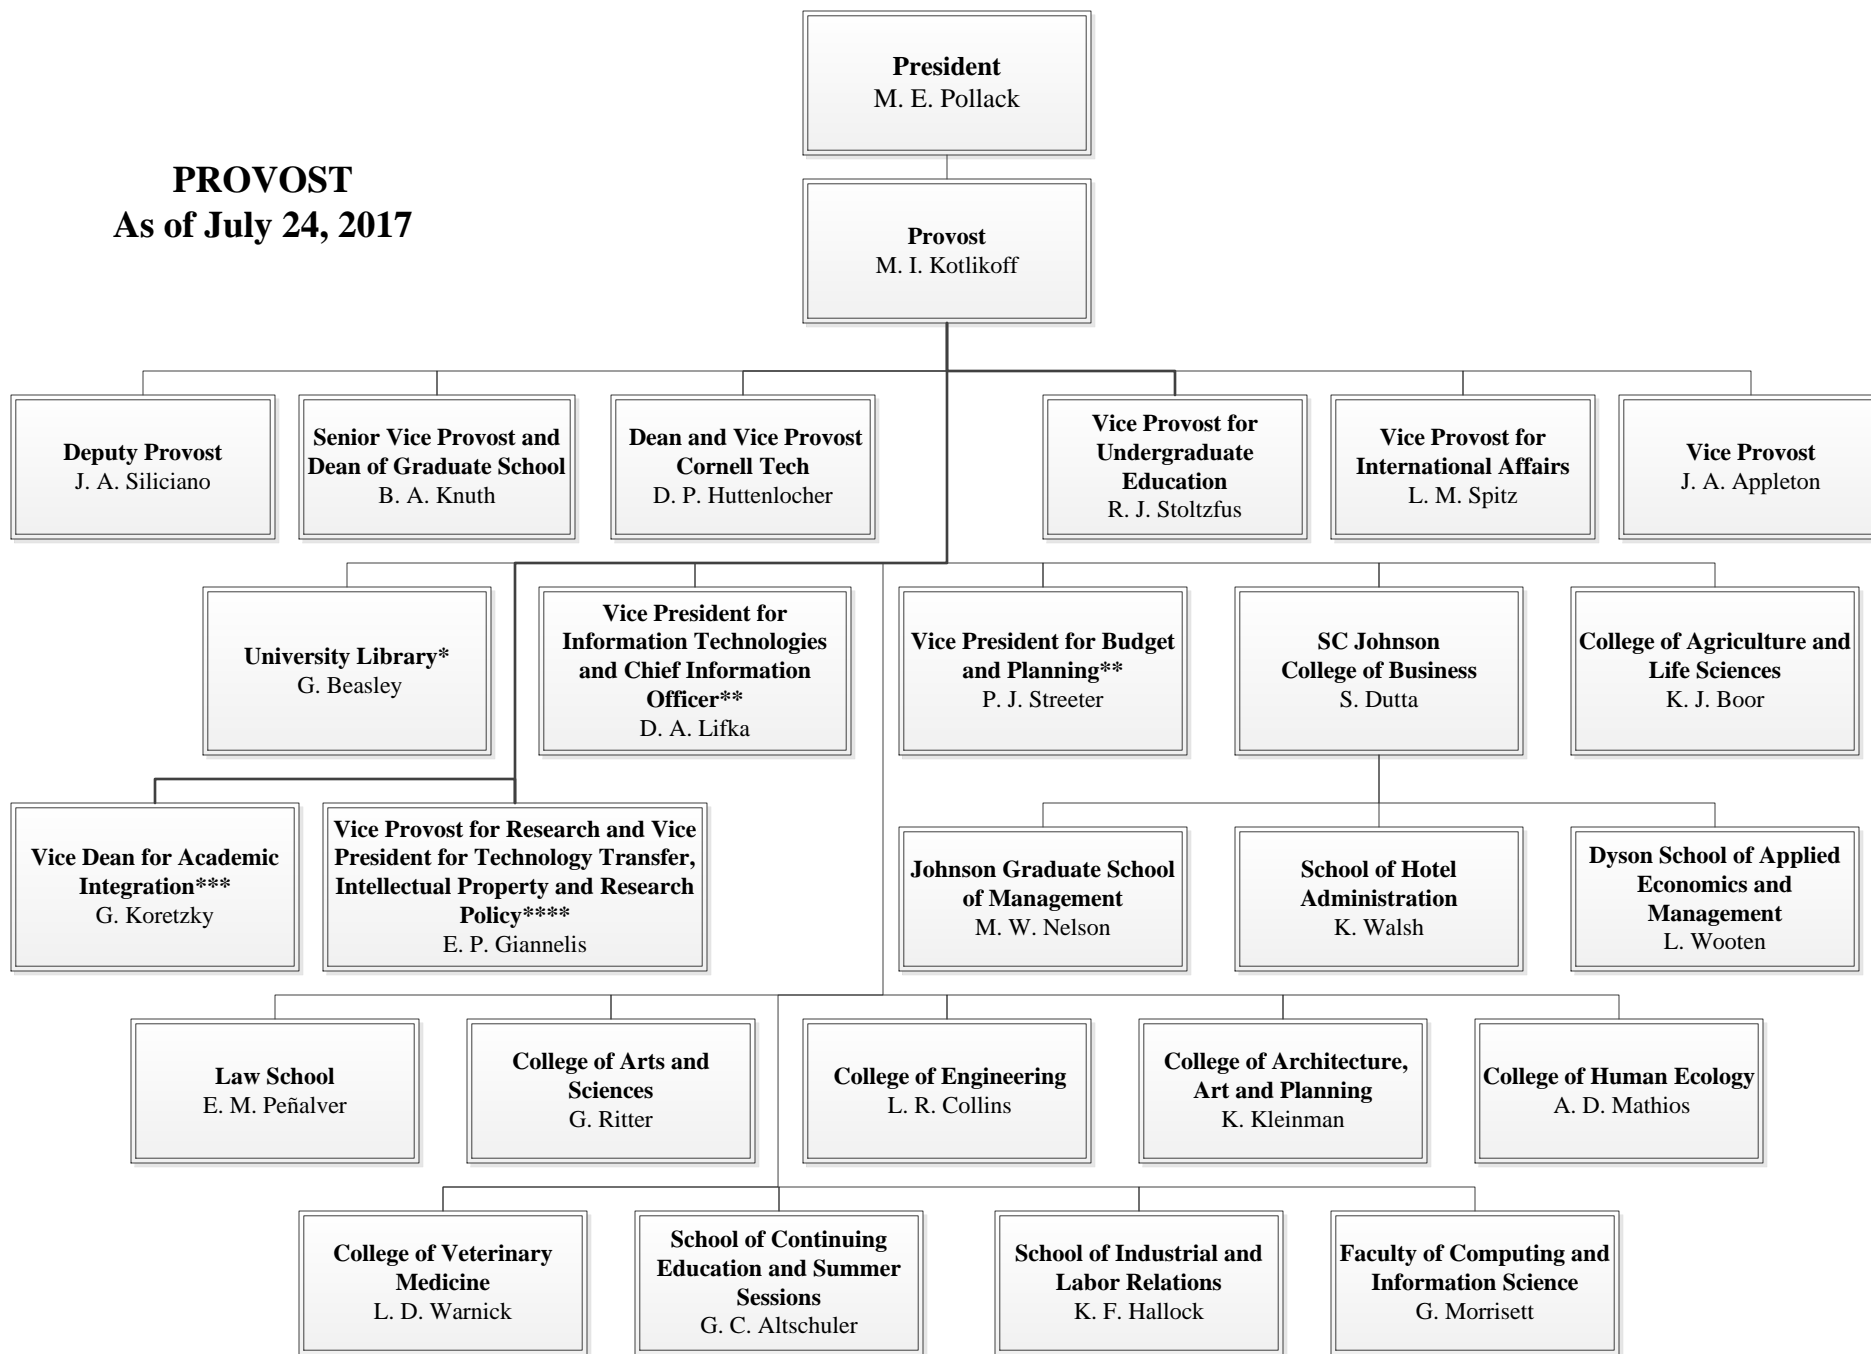 President
M. E. Pollack
PROVOST
As of July 24, 2017
Provost
M. I. Kotlikoff
Deputy Provost
J. A. Siliciano
Senior Vice Provost and
Dean of Graduate School
B. A. Knuth
Dean and Vice Provost
Cornell Tech
D. P. Huttenlocher
Vice Provost for
Undergraduate
Education
R. J. Stoltzfus
Vice Provost for
International Affairs
L. M. Spitz
Vice Provost
J. A. Appleton
University Library*
G. Beasley
Vice President for
Information Technologies
and Chief Information
Officer**
D. A. Lifka
Vice President for Budget
and Planning**
P. J. Streeter
SC Johnson
College of Business
S. Dutta
College of Agriculture and
Life Sciences
K. J. Boor
Vice Dean for Academic
Integration***
G. Koretzky
Vice Provost for Research and Vice
President for Technology Transfer,
Intellectual Property and Research
Policy****
E. P. Giannelis
Johnson Graduate School
of Management
M. W. Nelson
School of Hotel
Administration
K. Walsh
Dyson School of Applied
Economics and
Management
L. Wooten
Law School
E. M. Peñalver
College of Arts and
Sciences
G. Ritter
College of Engineering
L. R. Collins
College of Architecture,
Art and Planning
K. Kleinman
College of Human Ecology
A. D. Mathios
College of Veterinary
Medicine
L. D. Warnick
School of Continuing
Education and Summer
Sessions
G. C. Altschuler
School of Industrial and
Labor Relations
K. F. Hallock
Faculty of Computing and
Information Science
G. Morrisett